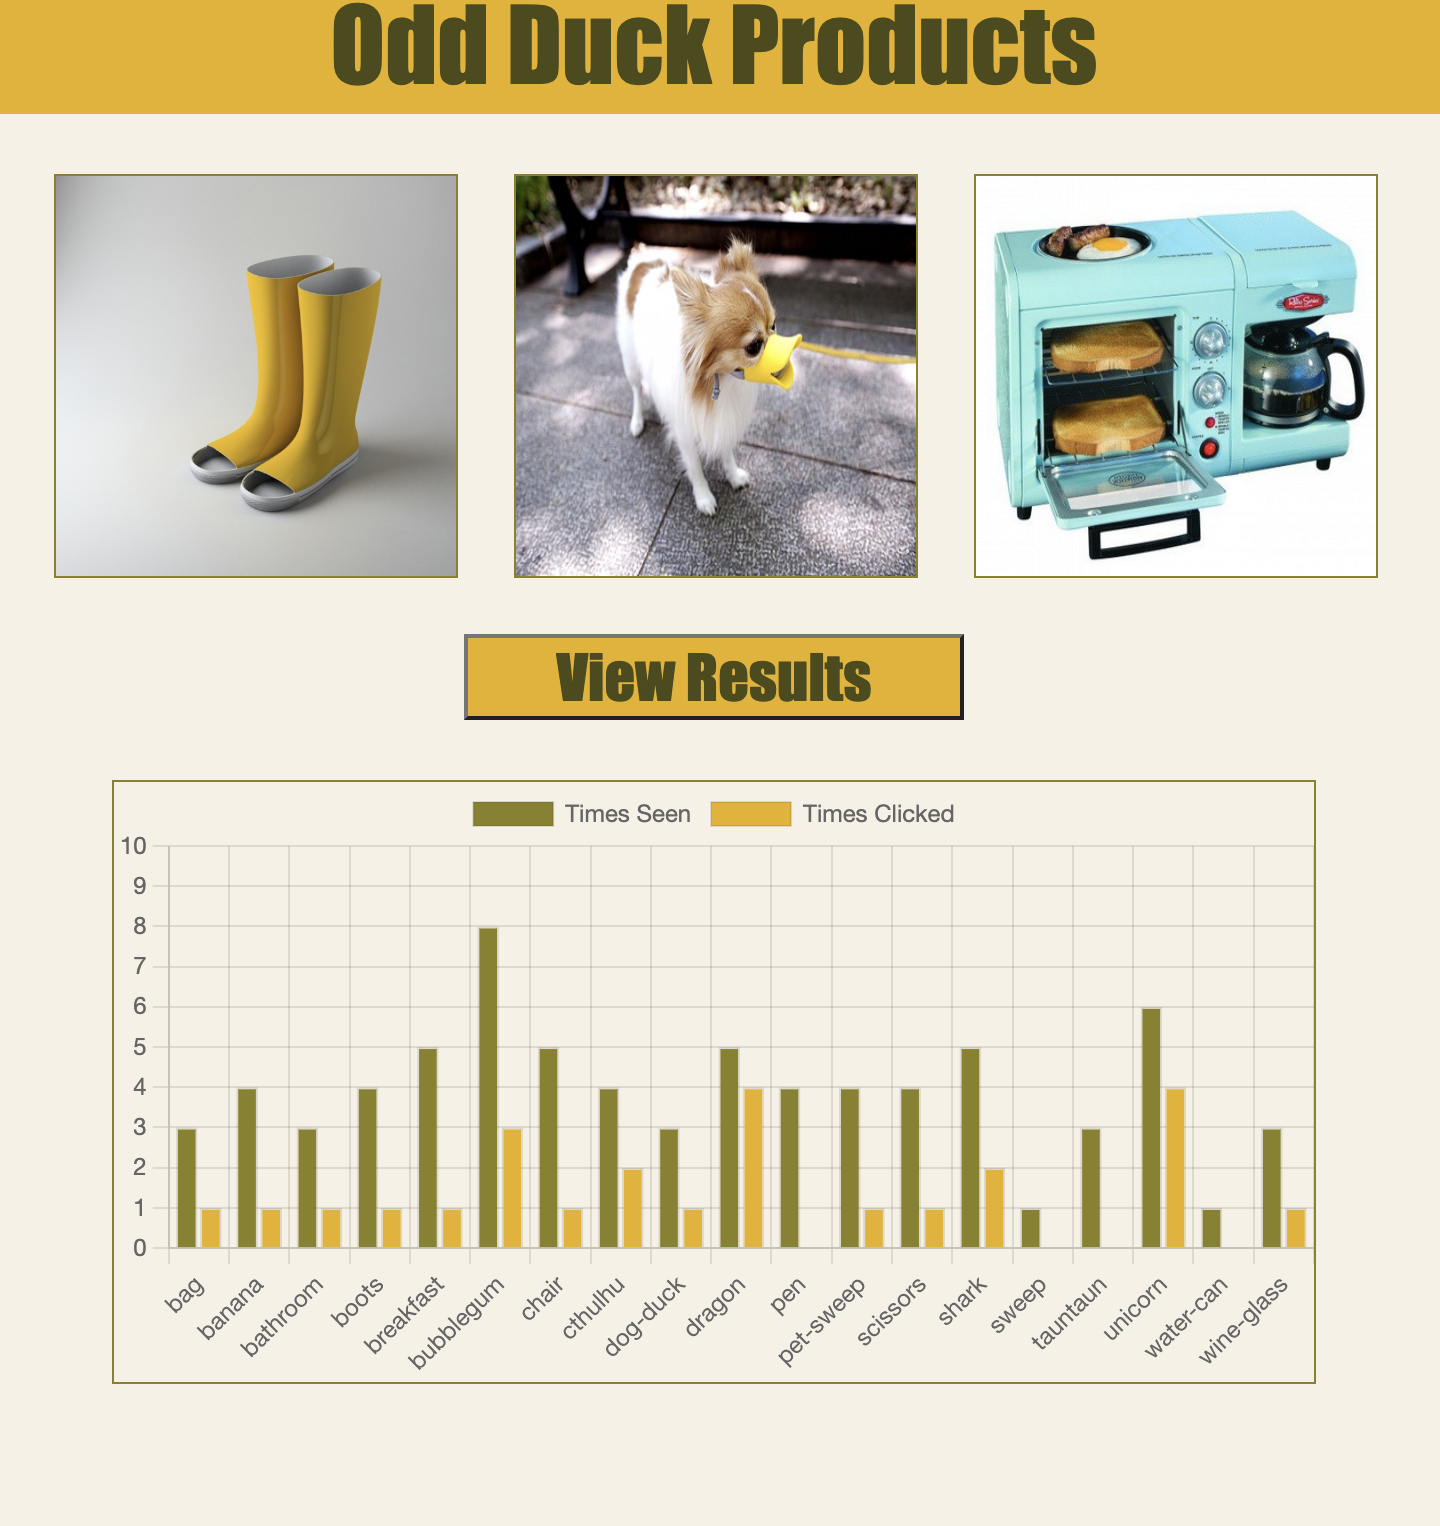 Odd Duck Products
Retro Series
View Results
Times Seen Times Clicked
10
9
8
7
6
5
4
3
2
1
0
bag banana bathroom boots breakfast bubblegum chair cthulhu dog-duck dragon pen pet-sweep scissors shark sweep tauntaun unicorn water-can wine-glass